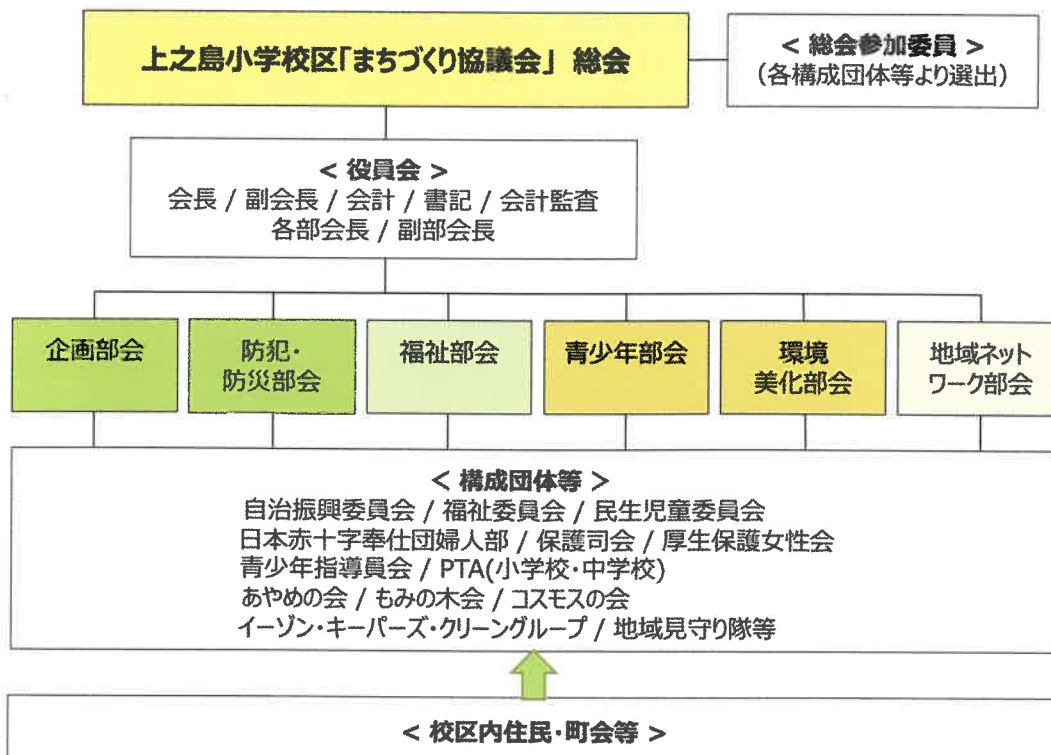 上之島小学校区「まちづくり協議会」 総会
< 総会参加委員 >
(各構成団体等より選出)
< 役員会 >
会長 / 副会長 / 会計 / 書記 / 会計監査
各部会長 / 副部会長
企画部会
防犯・
防災部会
福祉部会
青少年部会
環境
美化部会
地域ネット
ワーク部会
< 構成団体等 >
自治振興委員会 / 福祉委員会 / 民生児童委員会
日本赤十字奉仕団婦人部 / 保護司会 / 厚生保護女性会
青少年指導員会 / PTA(小学校・中学校)
あやめの会 / もみの木会 / コスモスの会
イーゾン・キーパーズ・クリーングループ / 地域見守り隊等
< 校区内住民・町会等 >